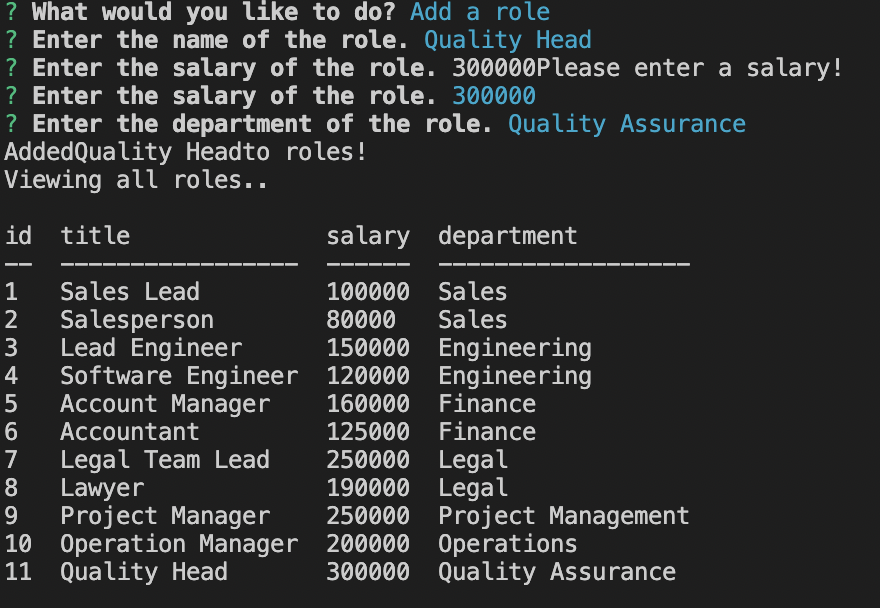 ? What would you like to do? Add a role
? Enter the name of the role. Quality Head
? Enter the salary of the role. 300000Please enter a salary!
? Enter the salary of the role. 300000
? Enter the department of the role. Quality Assurance
AddedQuality Headto roles!
Viewing all roles..

id  title              salary  department
--  -----------------  ------  ------------------
1   Sales Lead         100000  Sales
2   Salesperson        80000   Sales
3   Lead Engineer      150000  Engineering
4   Software Engineer  120000  Engineering
5   Account Manager    160000  Finance
6   Accountant         125000  Finance
7   Legal Team Lead    250000  Legal
8   Lawyer             190000  Legal
9   Project Manager    250000  Project Management
10  Operation Manager  200000  Operations
11  Quality Head       300000  Quality Assurance